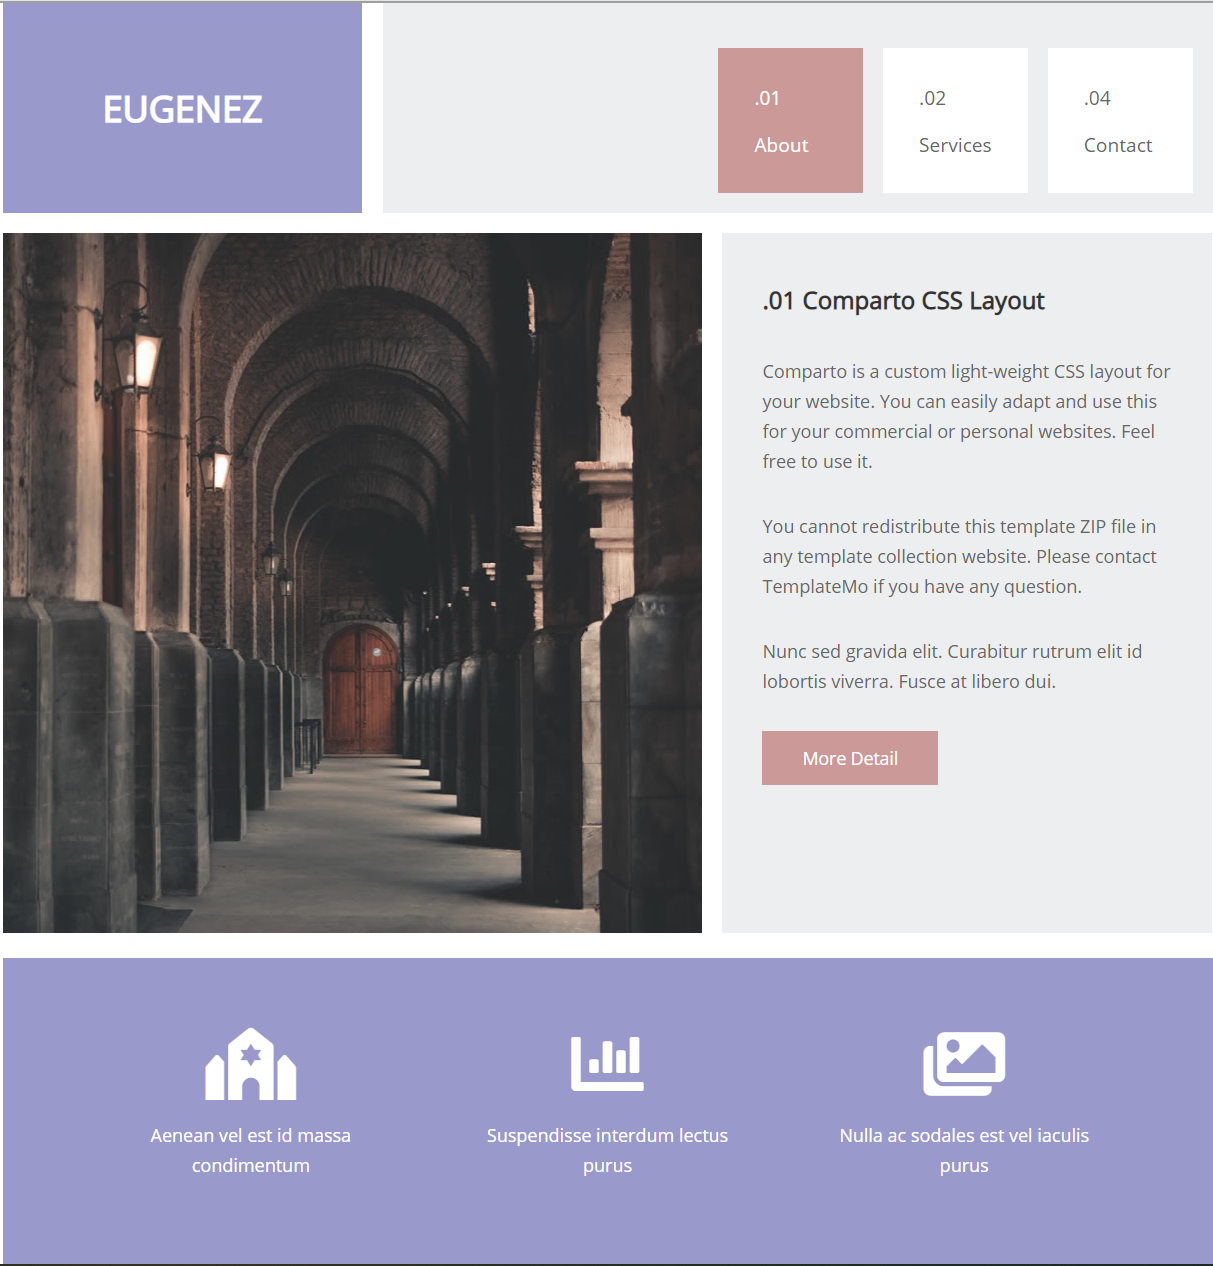 EUGENEZ
.01
About
.02
Services
.04
Contact
.01 Comparto CSS Layout
Comparto is a custom light-weight CSS layout for
your website. You can easily adapt and use this
for your commercial or personal websites. Feel
free to use it.
You cannot redistribute this template ZIP file in
any template collection website. Please contact
TemplateMo if you have any question.
Nunc sed gravida elit. Curabitur rutrum elit id
lobortis viverra. Fusce at libero dui.
More Detail
Aenean vel est id massa
condimentum
Suspendisse interdum lectus
purus
Nulla ac sodales est vel iaculis
purus